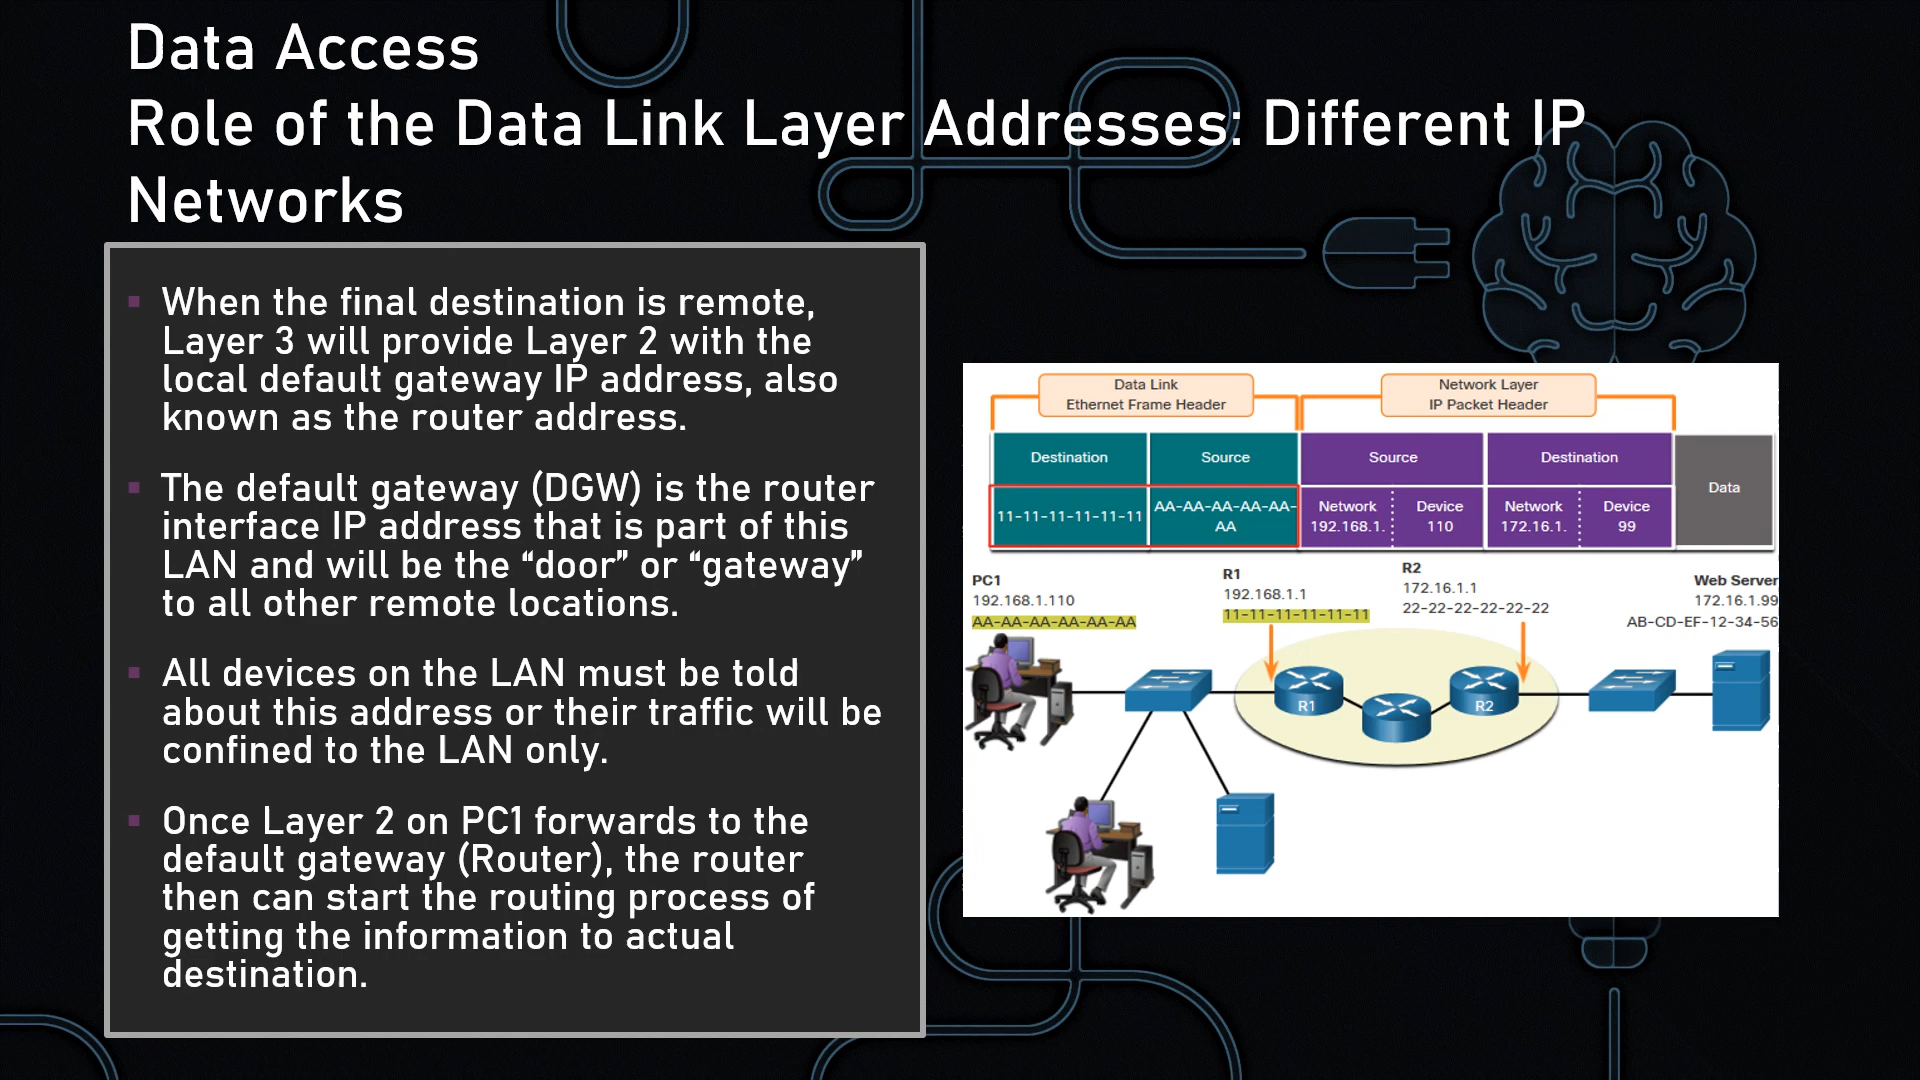 Data Access
Role of the Data Link Layer Addresses: Different IP
Networks
When the final destination is remote,
Layer 3 will provide Layer 2 with the
local default gateway IP address, also
known as the router address.
The default gateway (DGW) is the router
interface IP address that is part of this
LAN and will be the “door” or “gateway”
to all other remote locations.
All devices on the LAN must be told
about this address or their traffic will be
confined to the LAN only.
Once Layer 2 on PC1 forwards to the
default gateway (Router), the router
then can start the routing process of
getting the information to actual
destination.
Data Link
Ethernet Frame Header
Network Layer
IP Packet Header
Destination
Source
Source
Destination
Data
11-11-11-11-11-11
AA-AA-AA-AA-AA-
AA
Network
192.168.1.
Device
110
Network
172.16.1.
Device
99
PC1
192.168.1.110
AA-AA-AA-AA-AA-AA
R1
192.168.1.1
11-11-11-11-11-11
R2
172.16.1.1
22-22-22-22-22-22
Web Server
172.16.1.99
AB-CD-EF-12-34-56
R1
R2